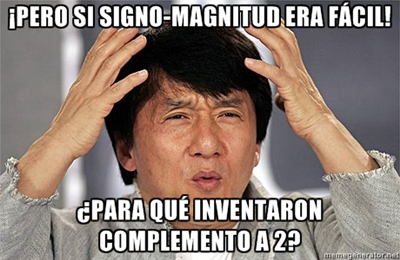 ¡PERO SI SIGNO-MAGNITUD ERA FÁCIL!
¿PARA QUÉ INVENTARON
COMPLEMENTO A 2?
memegenerator.net